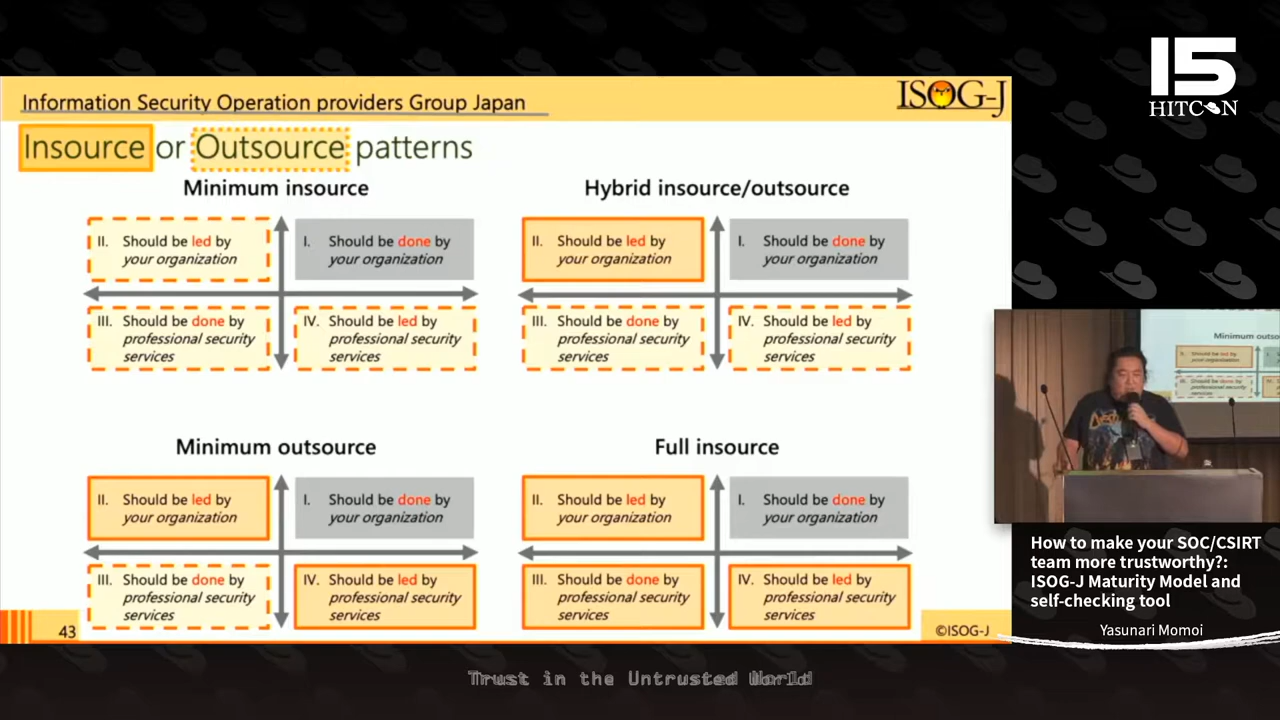 Information Security Operation providers Group Japan
ISOG-J
15
HITCON
Insource or Outsource patterns
Minimum insource
II. Should be led by
your organization
I. Should be done by
your organization
III. Should be done by
professional security
services
IV. Should be led by
professional security
services
Hybrid insource/outsource
II. Should be led by
your organization
I. Should be done by
your organization
III. Should be done by
professional security
services
IV. Should be led by
professional security
services
Minimum outsource
II. Should be led by
your organization
I. Should be done by
your organization
III. Should be done by
professional security
services
IV. Should be led by
professional security
services
Full insource
II. Should be led by
your organization
I. Should be done by
your organization
III. Should be done by
professional security
services
IV. Should be led by
professional security
services
43
©ISOG-J
How to make your SOC/CSIRT
team more trustworthy?:
ISOG-J Maturity Model and
self-checking tool
Yasunari Momoi
Trust in the Untrusted World